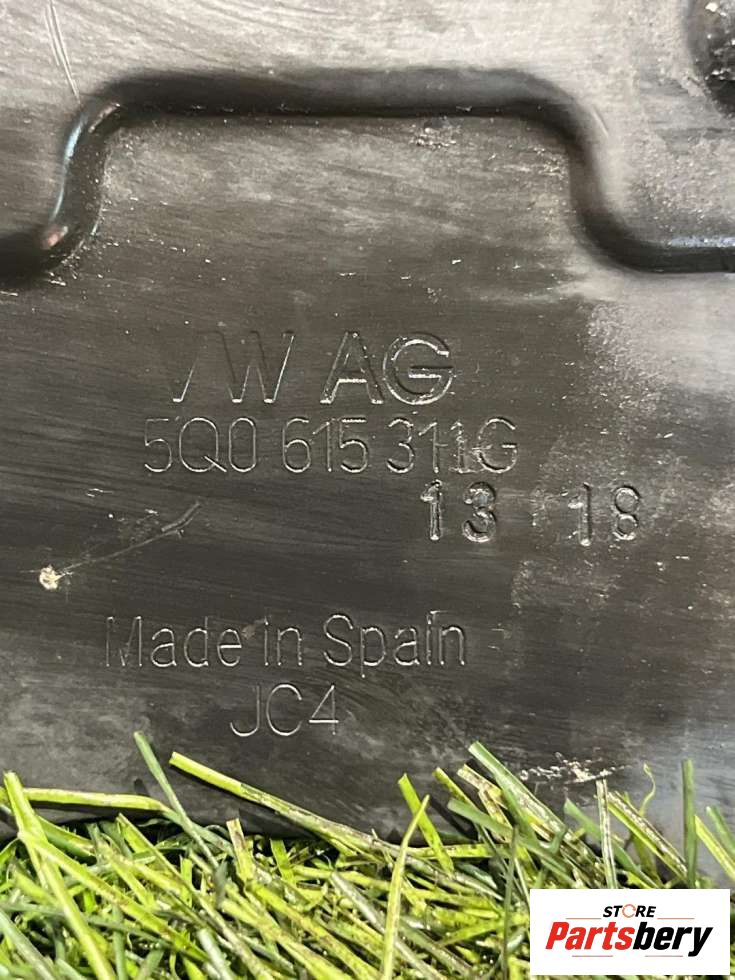 VW AG
5Q0 615 311G
13 18
Made in Spain
JC4
STORE
Partsbery